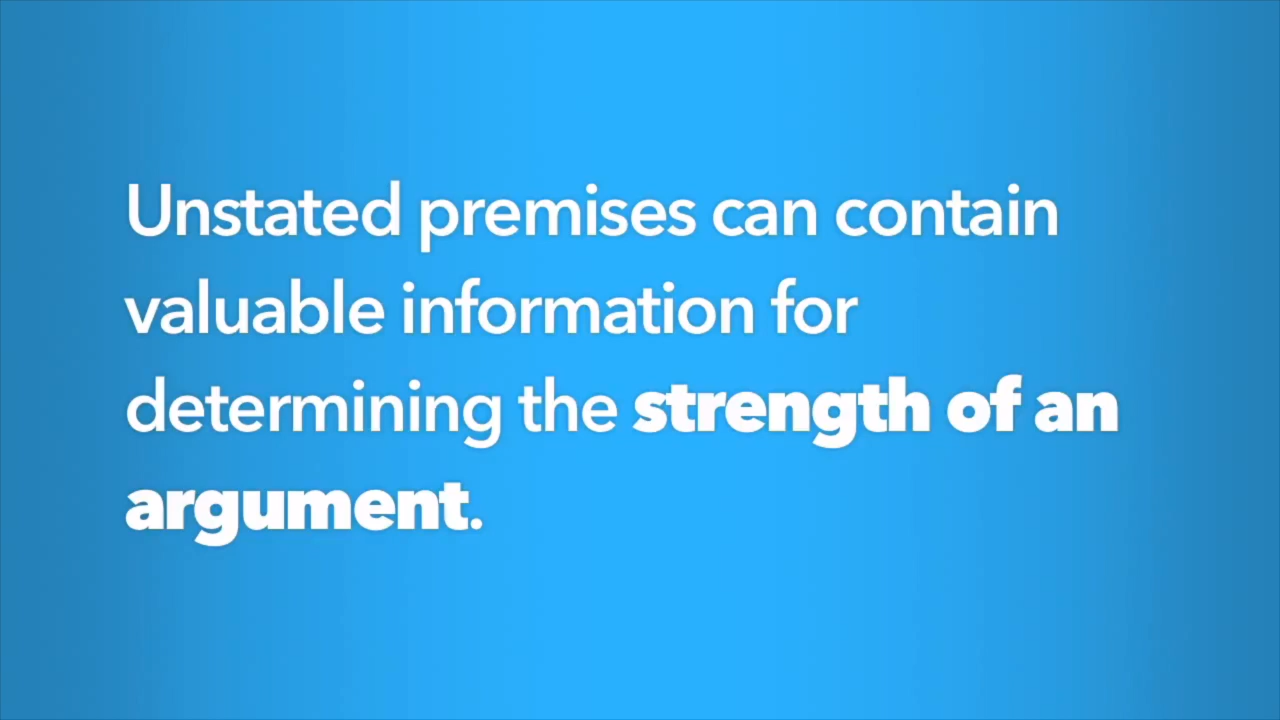 Unstated premises can contain
valuable information for
determining the strength of an
argument.